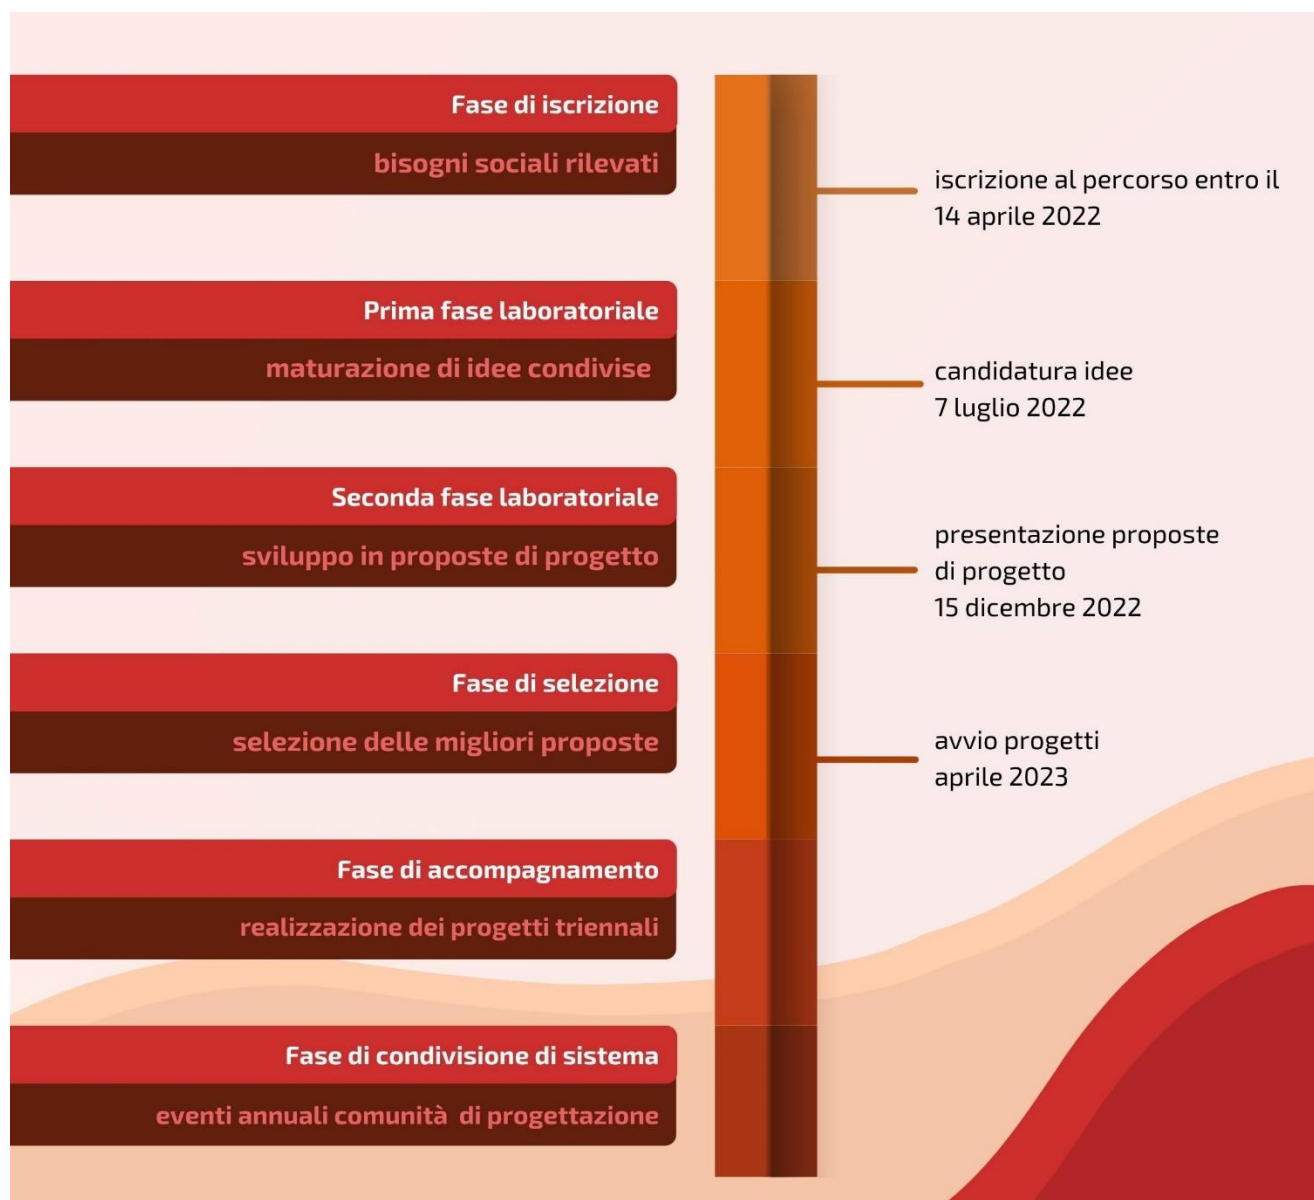 Fase di iscrizione
bisogni sociali rilevati
iscrizione al percorso entro il
14 aprile 2022
Prima fase laboratoriale
maturazione di idee condivise
candidatura idee
7 luglio 2022
Seconda fase laboratoriale
sviluppo in proposte di progetto
presentazione proposte
di progetto
15 dicembre 2022
Fase di selezione
selezione delle migliori proposte
avvio progetti
aprile 2023
Fase di accompagnamento
realizzazione dei progetti triennali
Fase di condivisione di sistema
eventi annuali comunità di progettazione